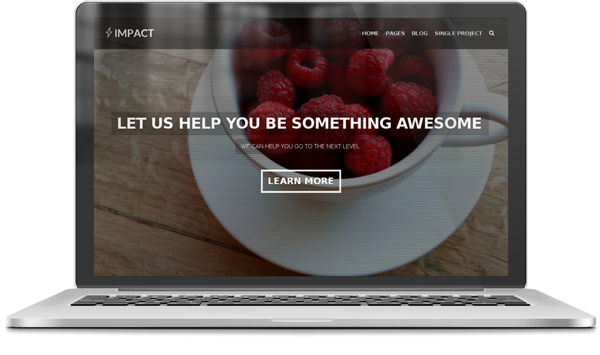 IMPACT
HOME PAGES BLOG SINGLE PROJECT
LET US HELP YOU BE SOMETHING AWESOME
WE CAN HELP YOU GO TO THE NEXT LEVEL
LEARN MORE